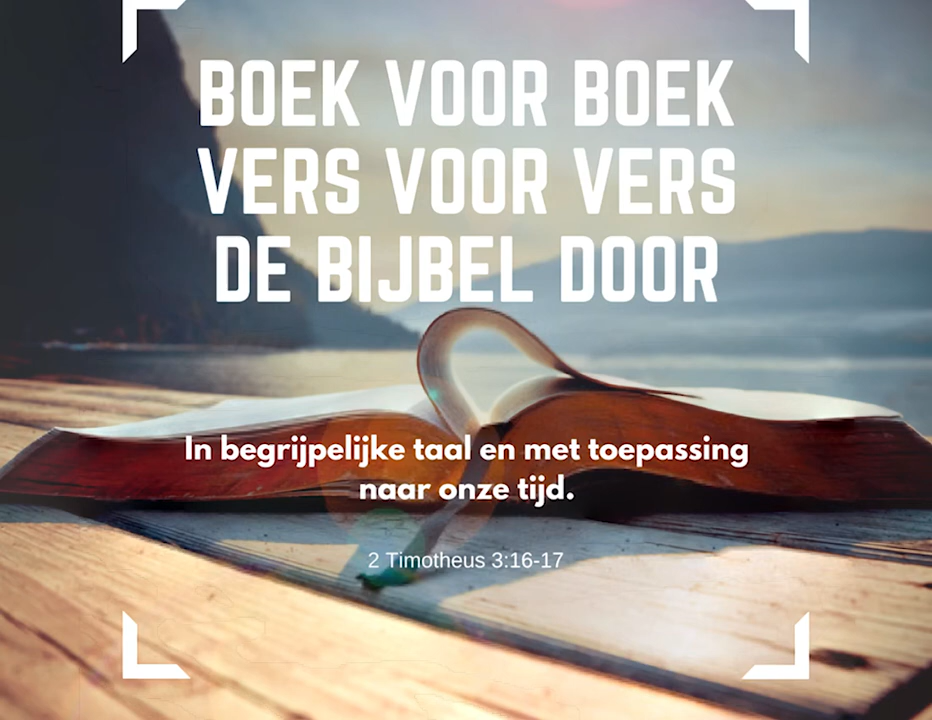 BOEK VOOR BOEK
VERS VOOR VERS
DE BIJBEL DOOR
In begrijpelijke taal en met toepassing
naar onze tijd.
2 Timotheus 3:16-17